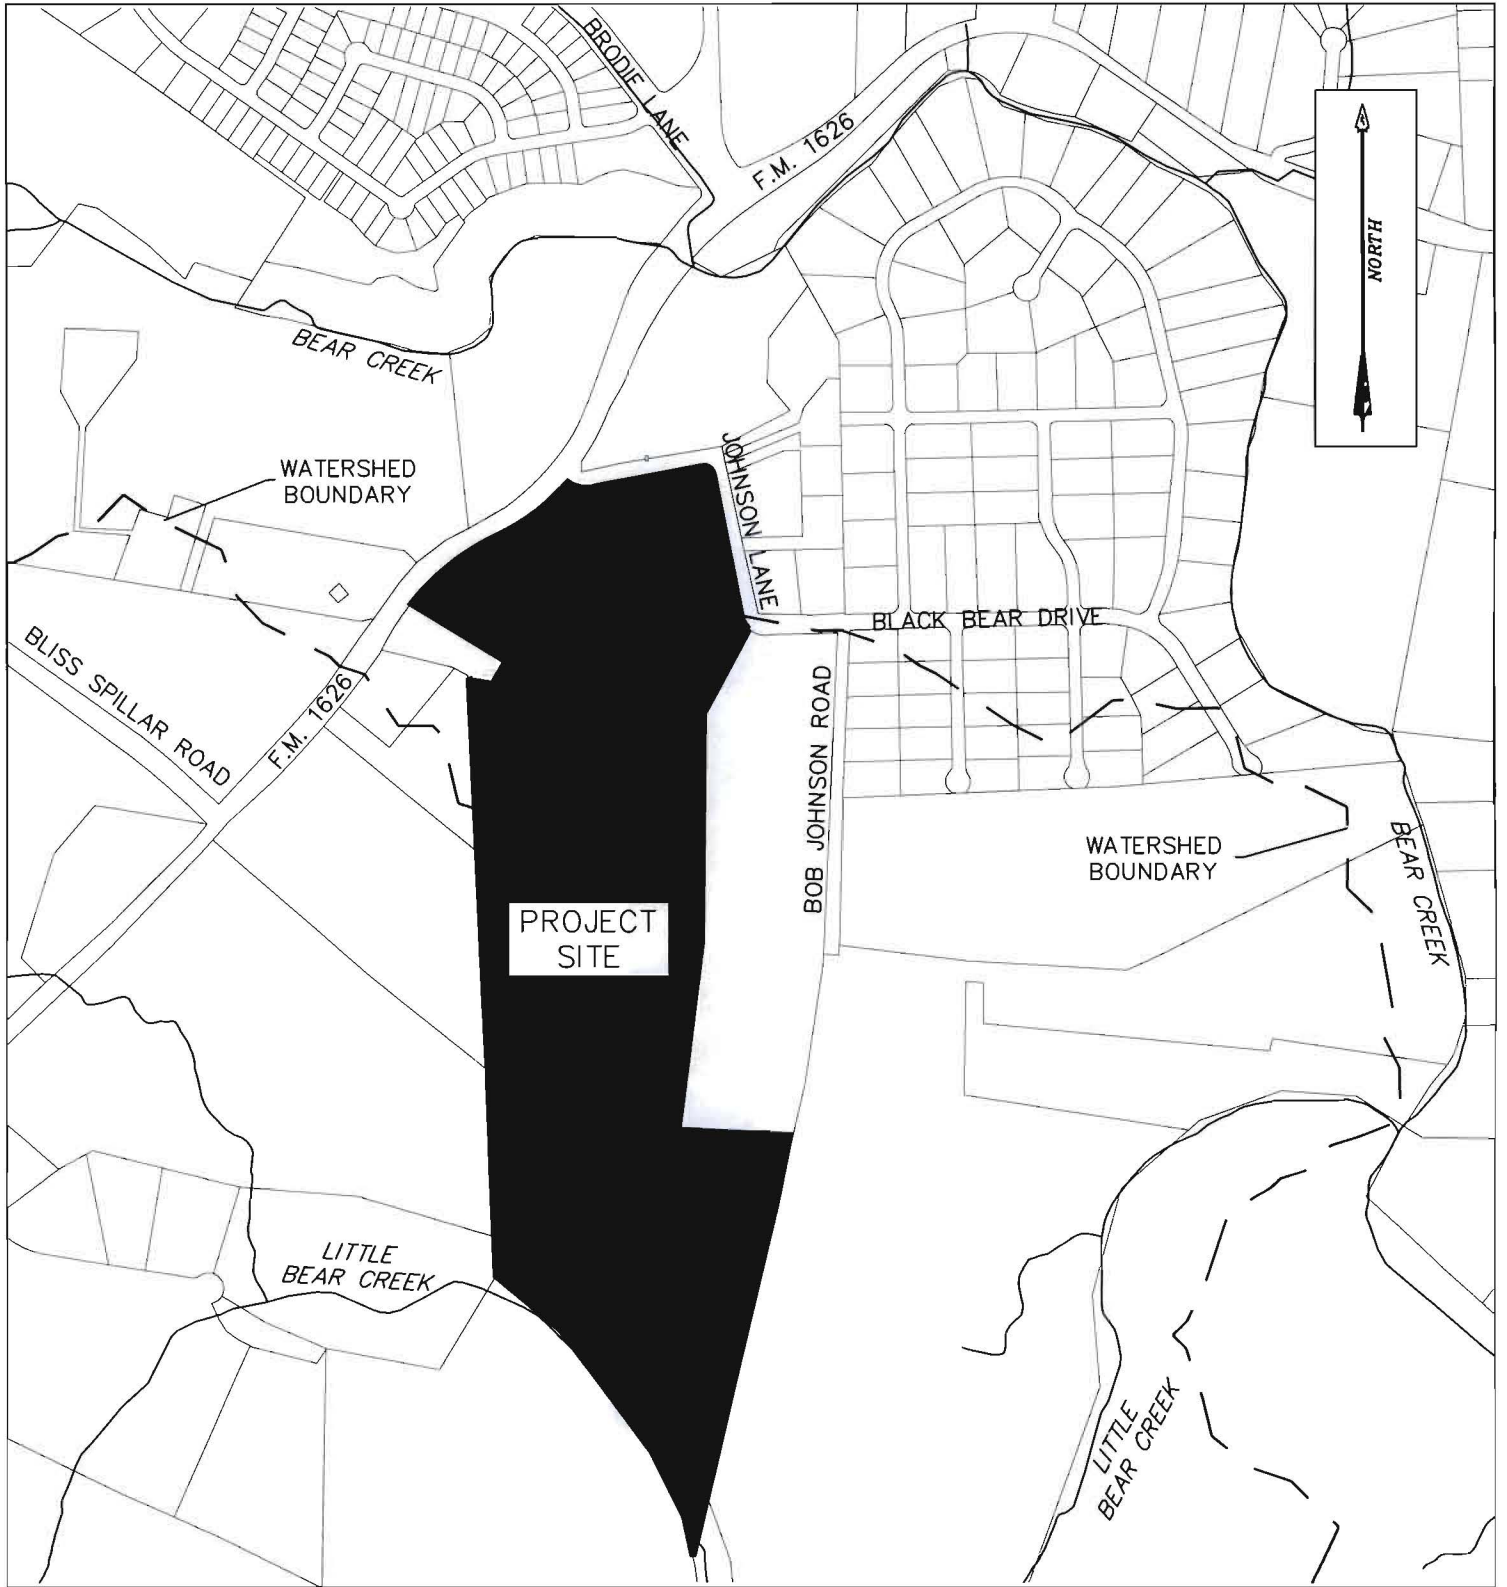 BRODIE LANE
F.M. 1626
NORTH
BEAR CREEK
WATERSHED
BOUNDARY
JOHNSON LANE
BLACK BEAR DRIVE
BLISS SPILLAR ROAD
F.M. 1626
BOB JOHNSON ROAD
WATERSHED
BOUNDARY
BEAR CREEK
PROJECT
SITE
LITTLE
BEAR CREEK
LITTLE
BEAR CREEK